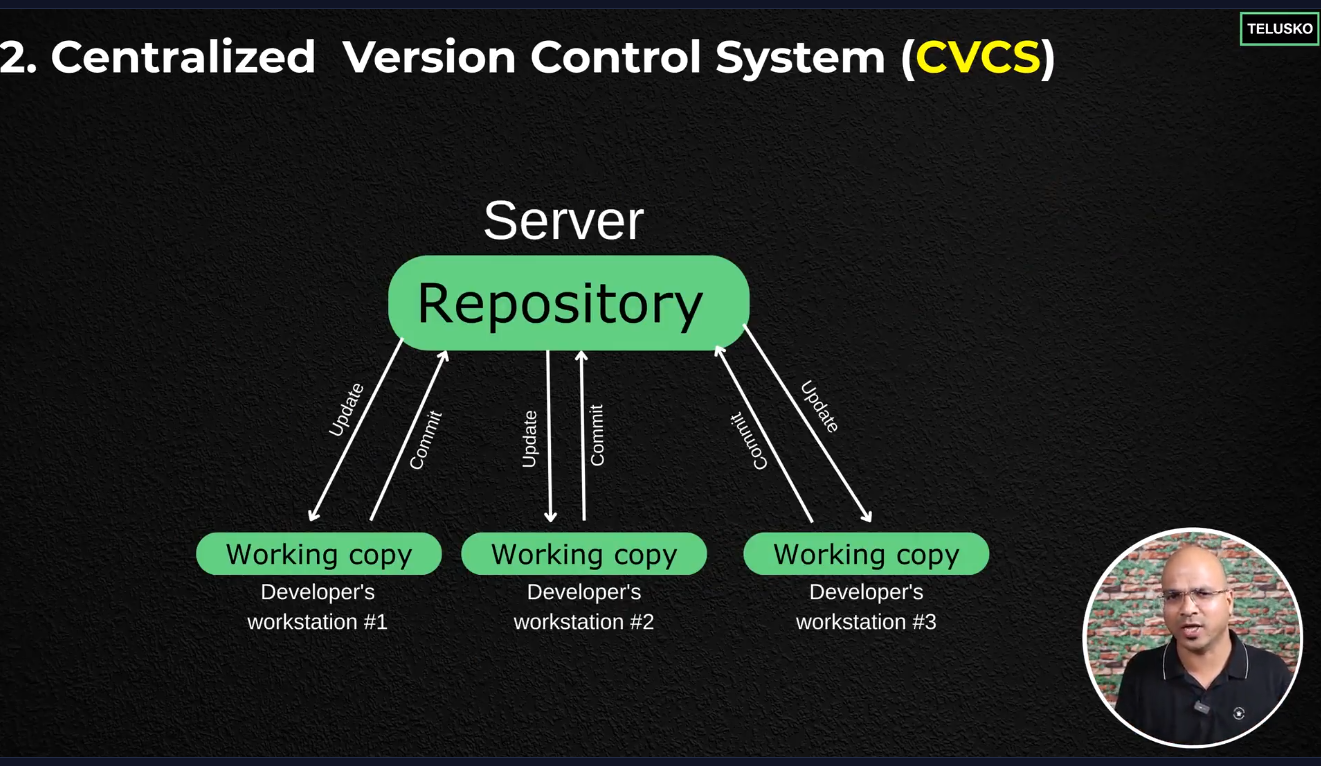 TELUSKO
2. Centralized Version Control System (CVCS)
Server
Repository
Update
Commit
Update
Commit
Commit
Update
Working copy
Working copy
Working copy
Developer's
workstation #1
Developer's
workstation #2
Developer's
workstation #3